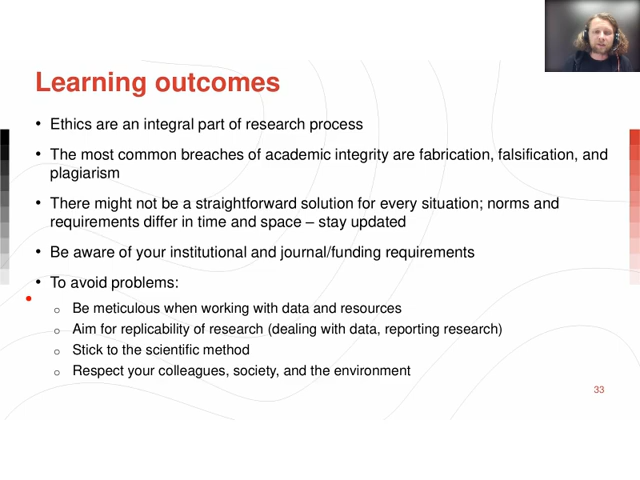 Learning outcomes
• Ethics are an integral part of research process
• The most common breaches of academic integrity are fabrication, falsification, and
plagiarism
• There might not be a straightforward solution for every situation; norms and
requirements differ in time and space – stay updated
• Be aware of your institutional and journal/funding requirements
• To avoid problems:
o Be meticulous when working with data and resources
o Aim for replicability of research (dealing with data, reporting research)
o Stick to the scientific method
o Respect your colleagues, society, and the environment
33